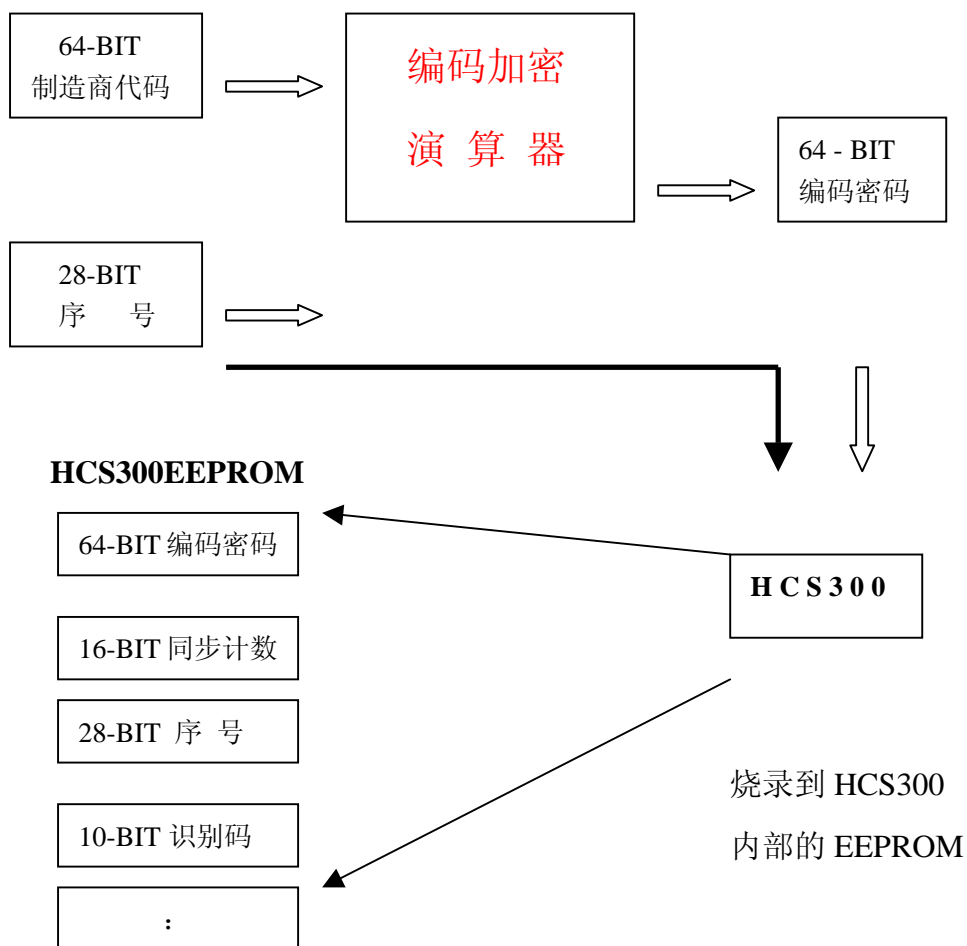 64-BIT
制造商代码
编码加密
演 算 器
64 - BIT
编码密码
28-BIT
序 号
HCS300EEPROM
64-BIT 编码密码
16-BIT 同步计数
28-BIT 序 号
10-BIT 识别码
:
HCS300
烧录到 HCS300
内部的 EEPROM